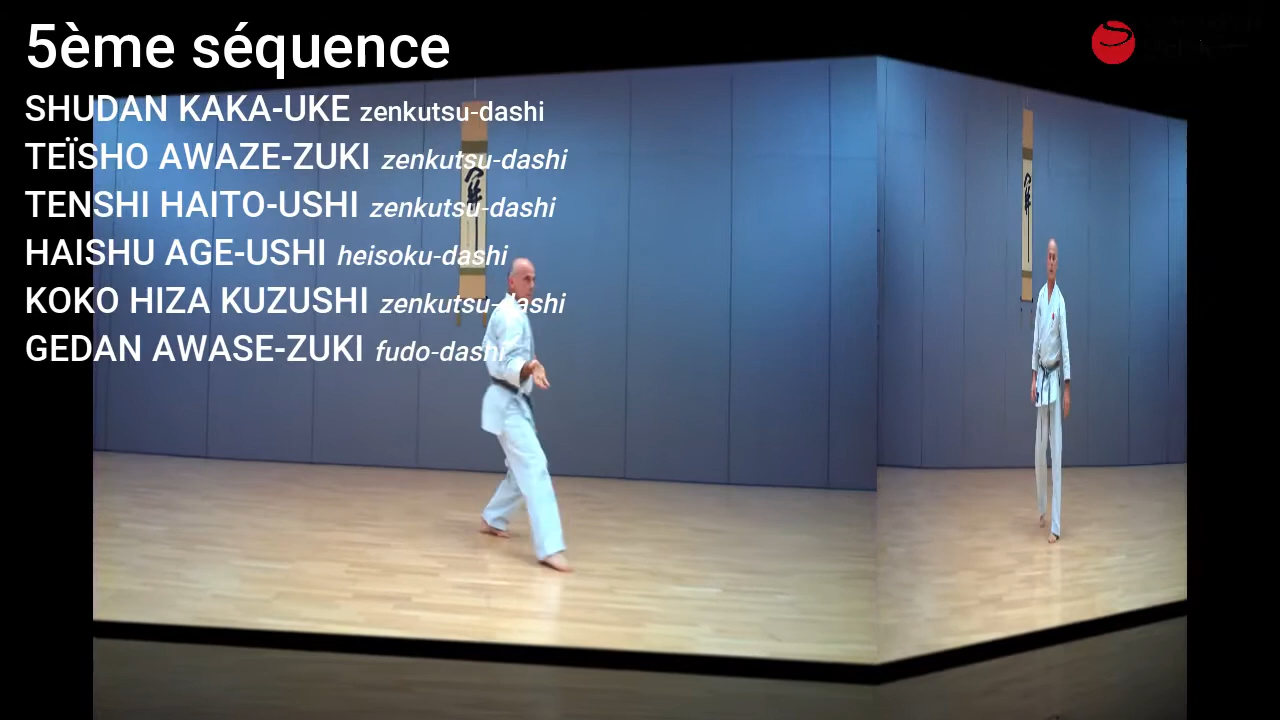 5ème séquence
SHUDAN KAKA-UKE zenkutsu-dashi
TEÏSHO AWAZE-ZUKI zenkutsu-dashi
TENSHI HAITO-USHI zenkutsu-dashi
HAISHU AGE-USHI heisoku-dashi
KOKO HIZA KUZUSHI zenkutsu-dashi
GEDAN AWASE-ZUKI fudo-dashi